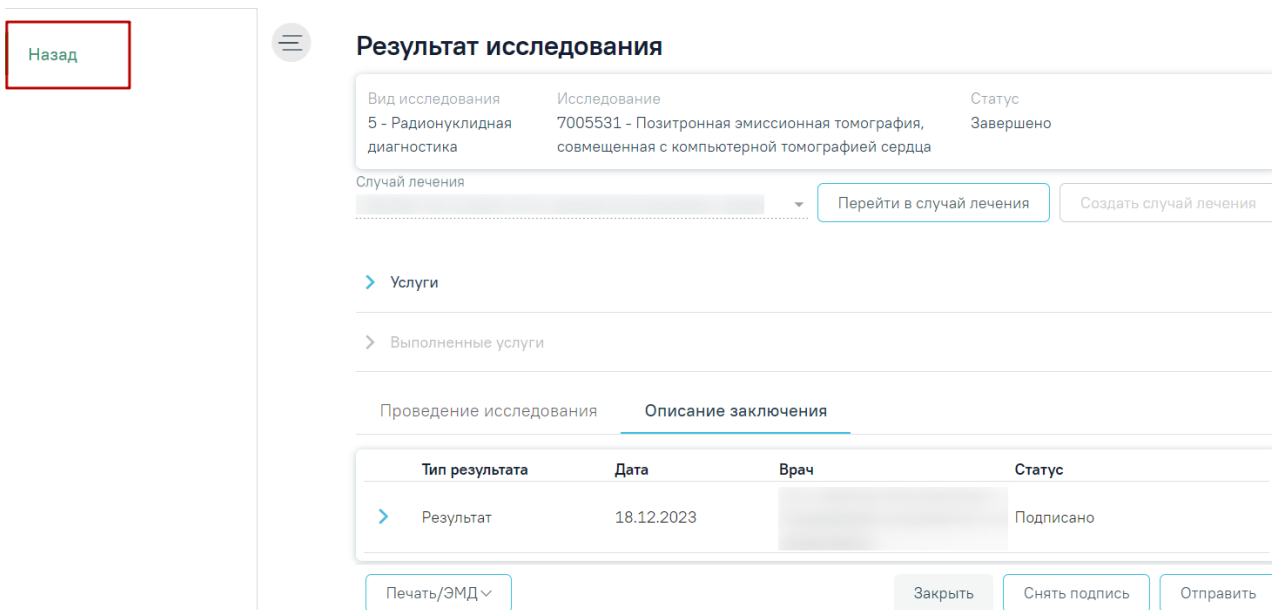 Назад
Результат исследования
Вид исследования Исследование Статус
5 - Радионуклидная 7005531 - Позитронная эмиссионная томография, Завершено
диагностика совмещенная с компьютерной томографией сердца
Случай лечения
Перейти в случай лечения Создать случай лечения
Услуги
Выполненные услуги
Проведение исследования Описание заключения
Тип результата Дата Врач Статус
Результат 18.12.2023 Подписано
Печать/ЭМД Закрыть Снять подпись Отправить